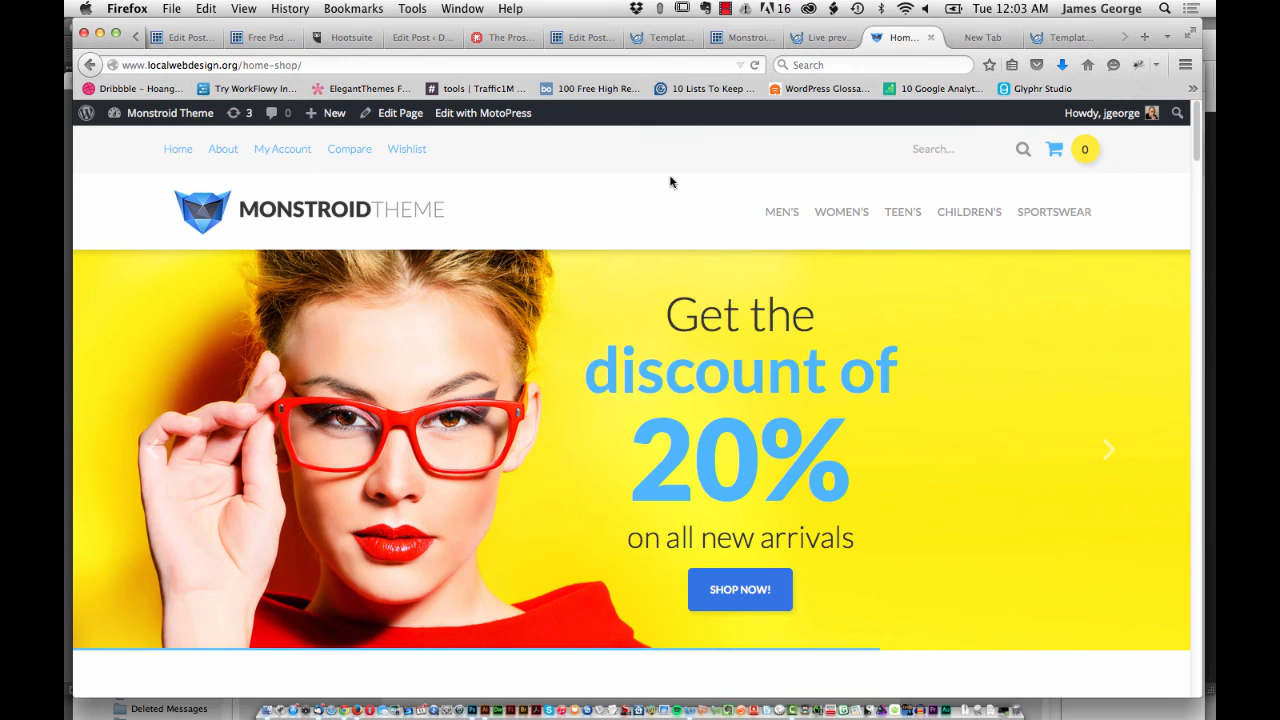 Firefox File Edit View History Bookmarks Tools Window Help 16 Tue 12:03 AM James George
Edit Post... Free Psd ... Hootsuite Edit Post ‹ D... The Pros... Edit Post... Templat... Monstroi... Live prev... Hom... New Tab Templat...
www.localwebdesign.org/home-shop/ Search
Dribbble – Hoang... Try WorkFlowy In... ElegantThemes F... tools | Traffic1M ... 100 Free High Re... 10 Lists To Keep ... WordPress Glossa... 10 Google Analyt... Glyphr Studio
Monstroid Theme 3 0 New Edit Page Edit with MotoPress Howdy, jgeorge
Home About My Account Compare Wishlist Search... 0
MONSTROIDTHEME MEN'S WOMEN'S TEEN'S CHILDREN'S SPORTSWEAR
Get the
discount of
20%
on all new arrivals
SHOP NOW!
Deleted Messages